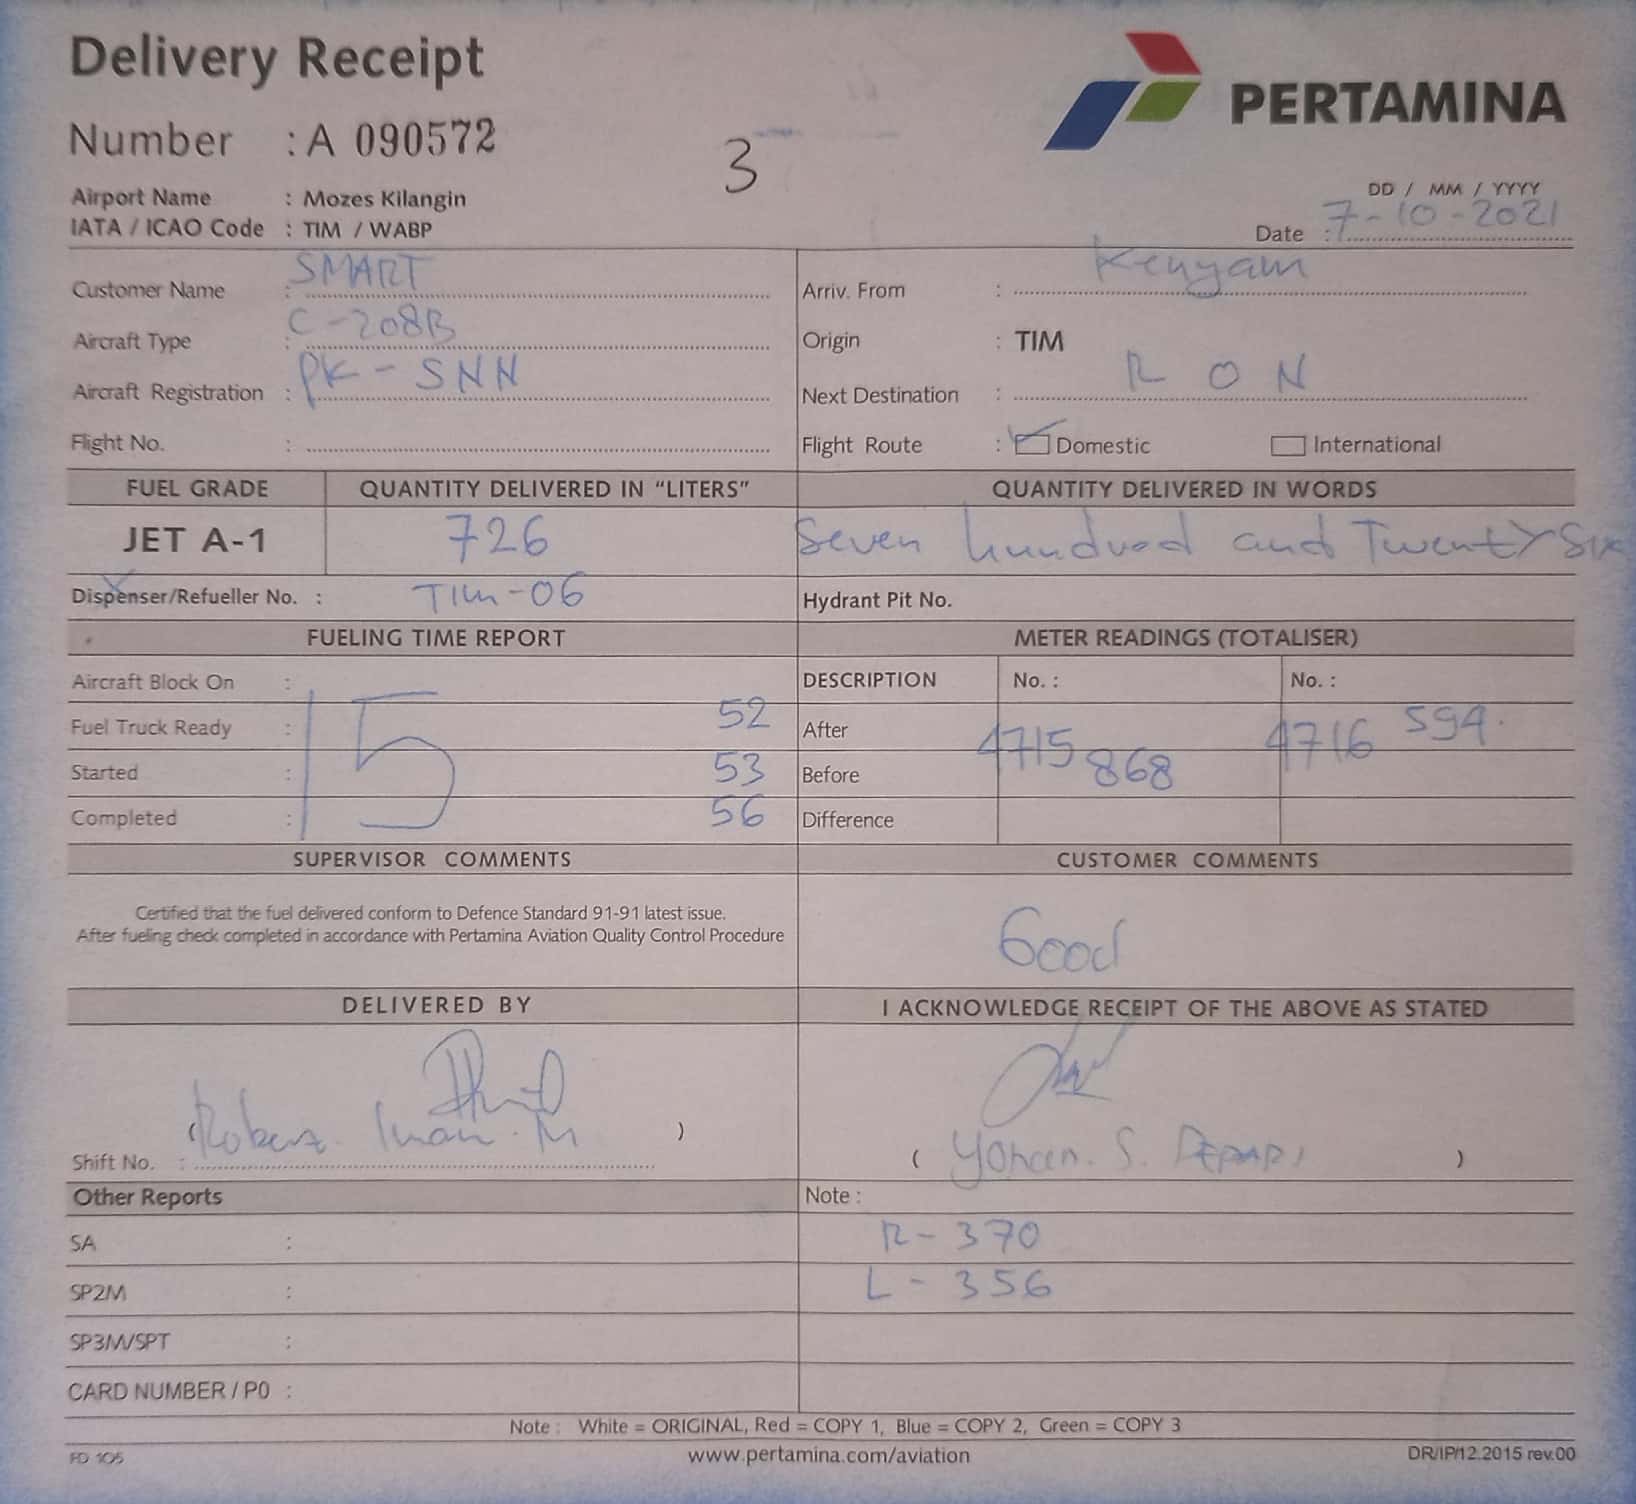 Delivery Receipt
PERTAMINA
Number : A 090572
3
Airport Name : Mozes Kilangin
IATA / ICAO Code : TIM / WABP
DD / MM / YYYY
Date : 7-10-2021
Customer Name : SMART
Arriv. From : Kenyam
Aircraft Type : C-208B
Origin : TIM
Aircraft Registration : PK-SNN
Next Destination : RON
Flight No. :
Flight Route : Domestic International
FUEL GRADE QUANTITY DELIVERED IN "LITERS" QUANTITY DELIVERED IN WORDS
JET A-1 726 Seven hundred and Twenty Six
Dispenser/Refueller No. : TIM-06 Hydrant Pit No.
FUELING TIME REPORT METER READINGS (TOTALISER)
Aircraft Block On : DESCRIPTION No. : No. :
Fuel Truck Ready : 15 52 After
Started : 53 Before 4715 868 4716 594.
Completed : 56 Difference
SUPERVISOR COMMENTS CUSTOMER COMMENTS
Certified that the fuel delivered conform to Defence Standard 91-91 latest issue.
After fueling check completed in accordance with Pertamina Aviation Quality Control Procedure
Good
DELIVERED BY I ACKNOWLEDGE RECEIPT OF THE ABOVE AS STATED
( Iman. M )
Shift No. :
( S. )
Other Reports Note :
SA : R-370
SP2M : L-356
SP3M/SPT :
CARD NUMBER / PO :
Note : White = ORIGINAL, Red = COPY 1, Blue = COPY 2, Green = COPY 3
FD 105 www.pertamina.com/aviation DR/IP/12.2015 rev.00